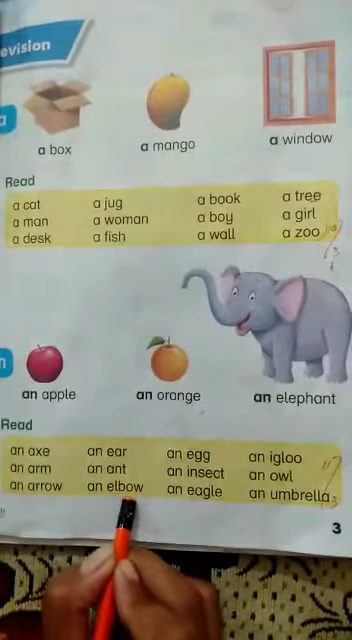 evision
a
a box a mango a window
Read
a cat a jug a book a tree
a man a woman a boy a girl
a desk a fish a wall a zoo
n
an apple an orange an elephant
Read
an axe an ear an egg an igloo
an arm an ant an insect an owl
an arrow an elbow an eagle an umbrella
3